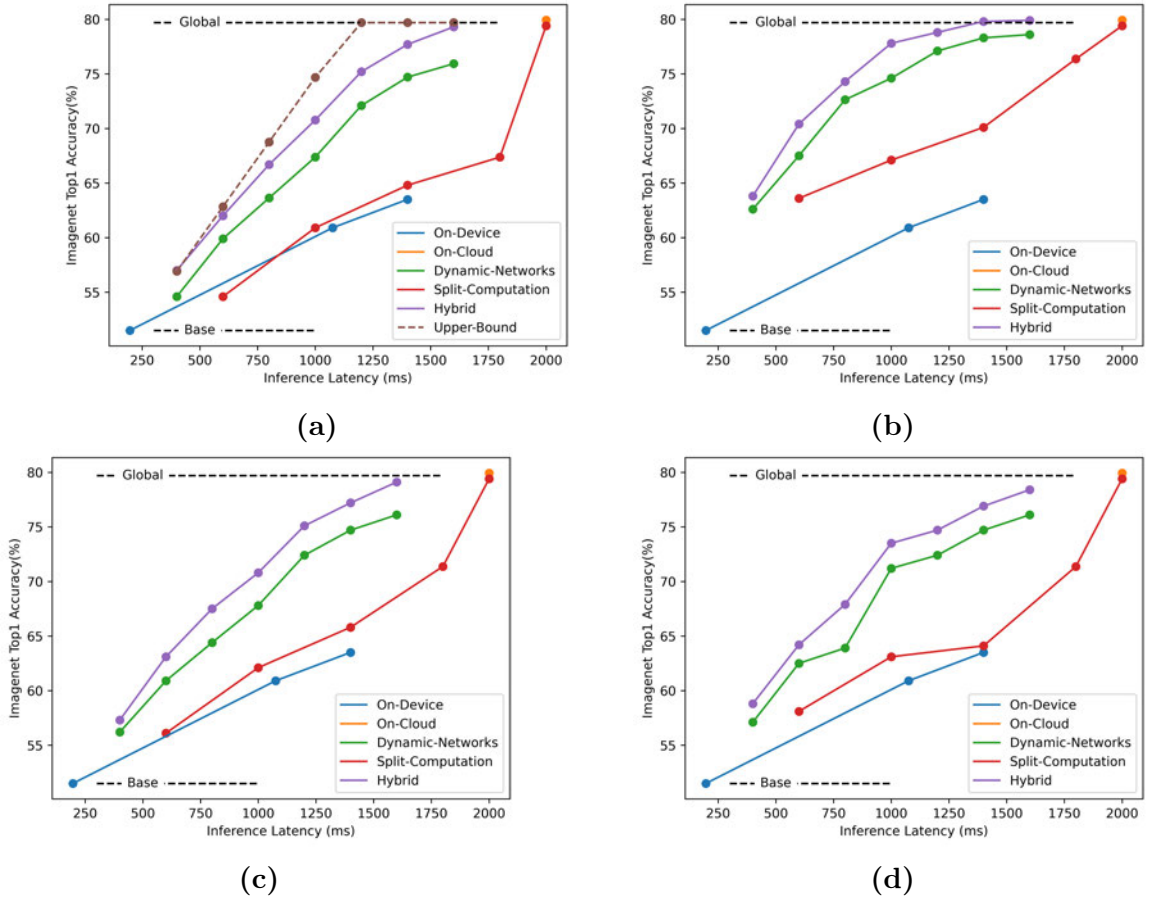 80
75
70
65
60
55
Imagenet Top1 Accuracy(%)
Global
Base
On-Device
On-Cloud
Dynamic-Networks
Split-Computation
Hybrid
Upper-Bound
250 500 750 1000 1250 1500 1750 2000
Inference Latency (ms)
(a)
80
75
70
65
60
55
Imagenet Top1 Accuracy(%)
Global
Base
On-Device
On-Cloud
Dynamic-Networks
Split-Computation
Hybrid
250 500 750 1000 1250 1500 1750 2000
Inference Latency (ms)
(b)
80
75
70
65
60
55
Imagenet Top1 Accuracy(%)
Global
Base
On-Device
On-Cloud
Dynamic-Networks
Split-Computation
Hybrid
250 500 750 1000 1250 1500 1750 2000
Inference Latency (ms)
(c)
80
75
70
65
60
55
Imagenet Top1 Accuracy(%)
Global
Base
On-Device
On-Cloud
Dynamic-Networks
Split-Computation
Hybrid
250 500 750 1000 1250 1500 1750 2000
Inference Latency (ms)
(d)